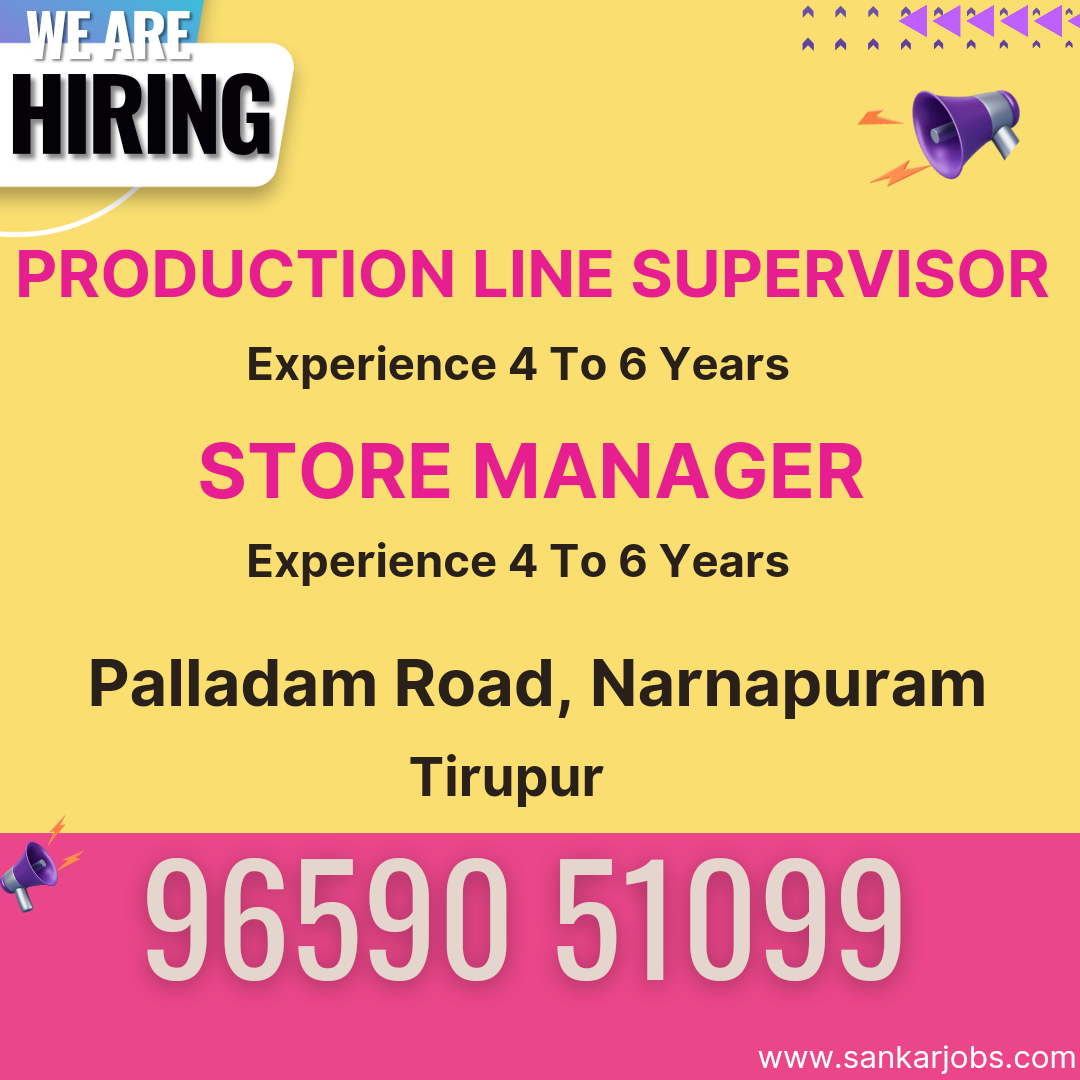 WE ARE
HIRING
PRODUCTION LINE SUPERVISOR
Experience 4 To 6 Years
STORE MANAGER
Experience 4 To 6 Years
Palladam Road, Narnapuram
Tirupur
96590 51099
www.sankarjobs.com